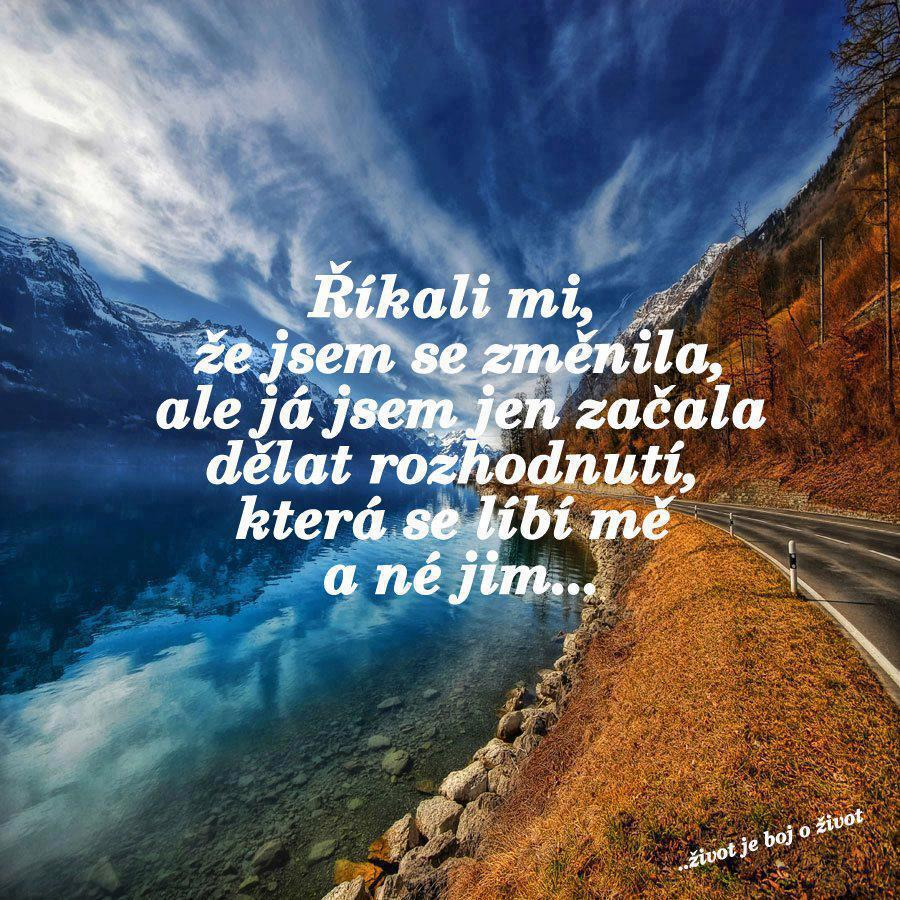 Říkali mi,
že jsem se změnila,
ale já jsem jen začala
dělat rozhodnutí,
která se líbí mě
a né jim...
..život je boj o život